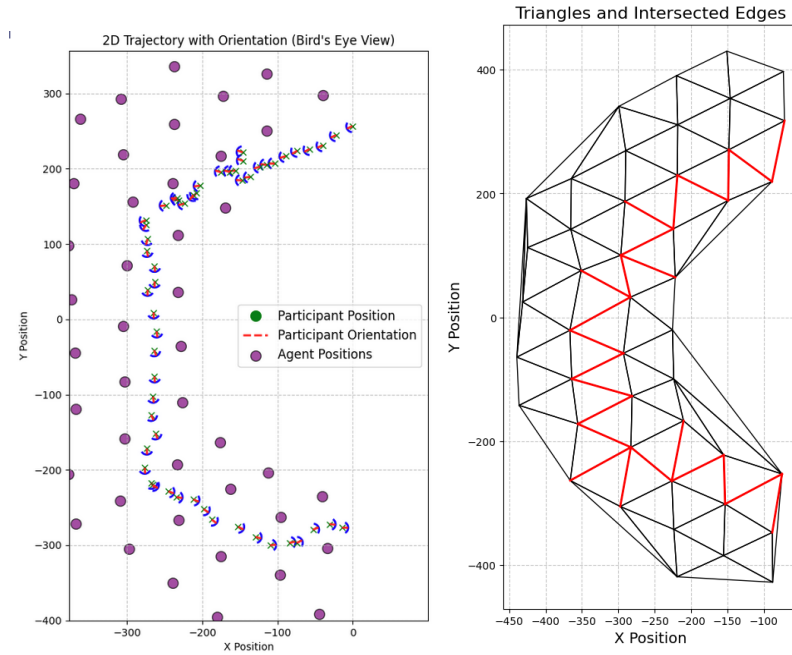 2D Trajectory with Orientation (Bird's Eye View)
300
200
100
0
−100
−200
−300
−400
Y Position
Participant Position
Participant Orientation
Agent Positions
−300
−200
−100
0
X Position
Triangles and Intersected Edges
400
200
0
−200
−400
Y Position
−450
−400
−350
−300
−250
−200
−150
−100
X Position